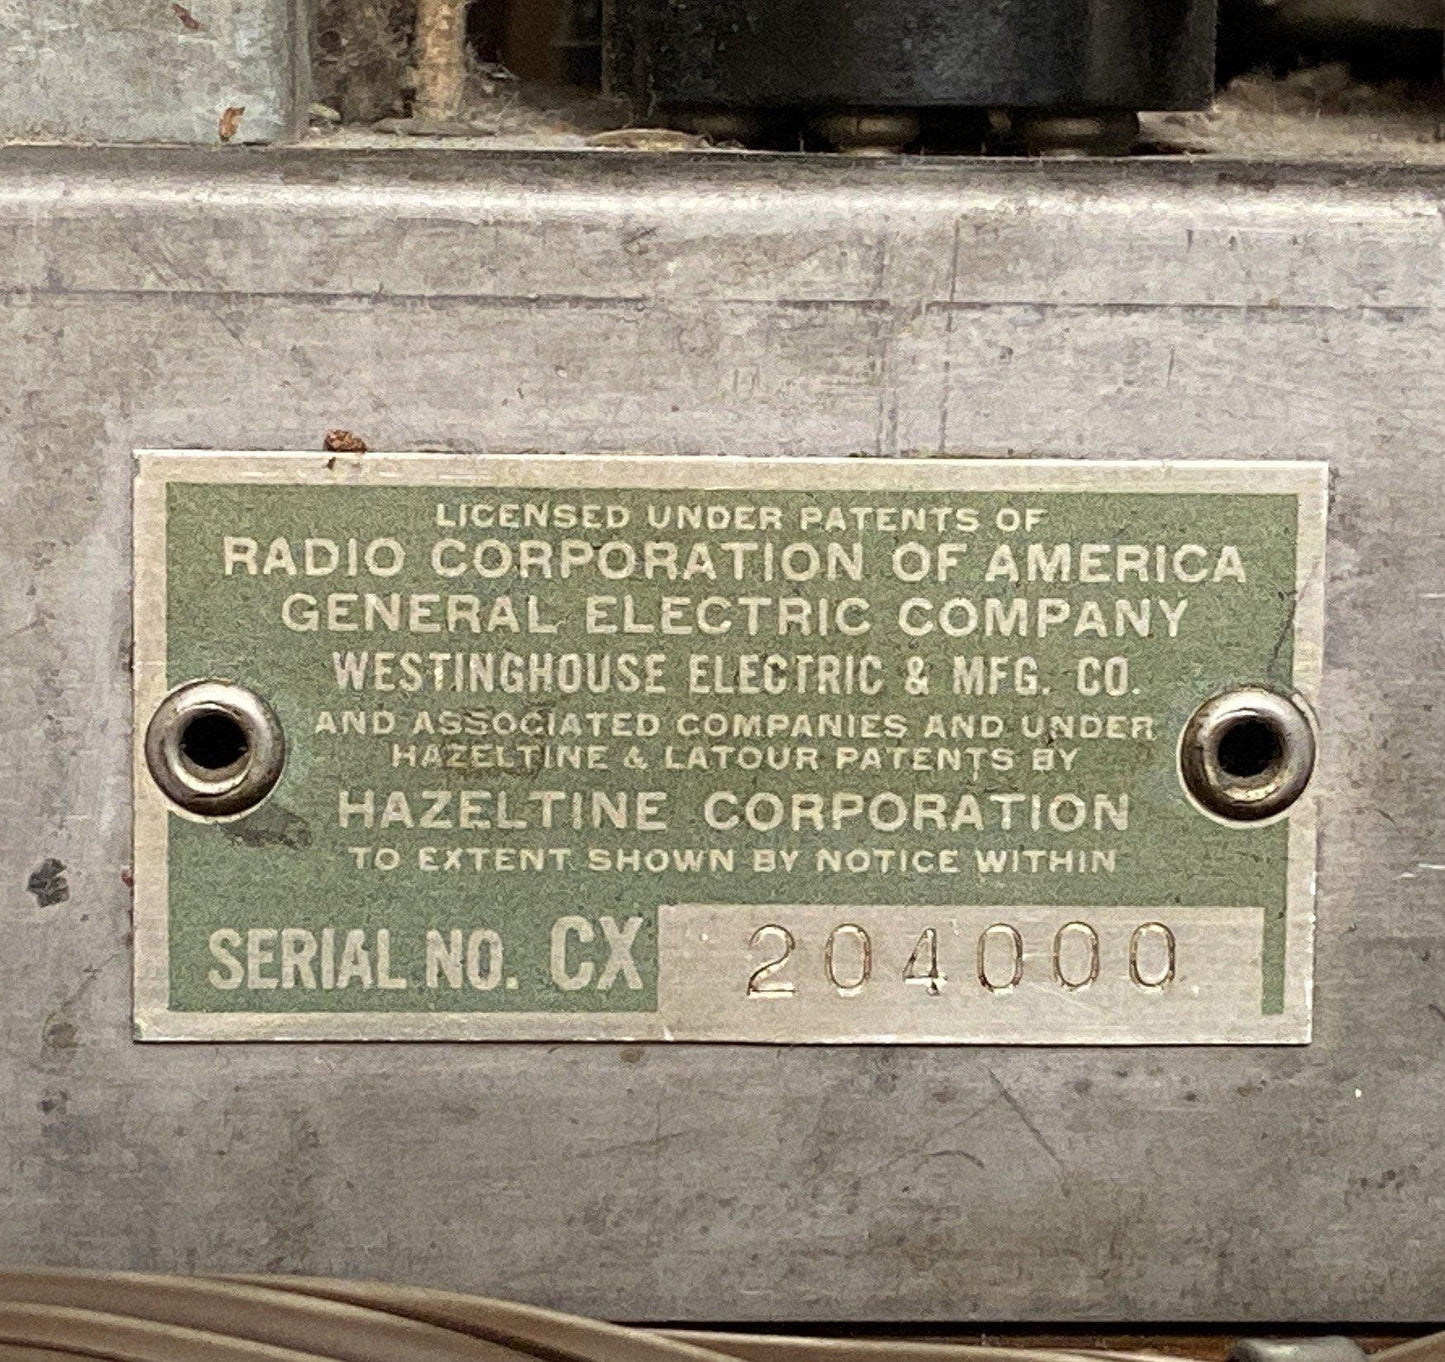 LICENSED UNDER PATENTS OF
RADIO CORPORATION OF AMERICA
GENERAL ELECTRIC COMPANY
WESTINGHOUSE ELECTRIC & MFG. CO.
AND ASSOCIATED COMPANIES AND UNDER
HAZELTINE & LATOUR PATENTS BY
HAZELTINE CORPORATION
TO EXTENT SHOWN BY NOTICE WITHIN
SERIAL NO. CX 204000